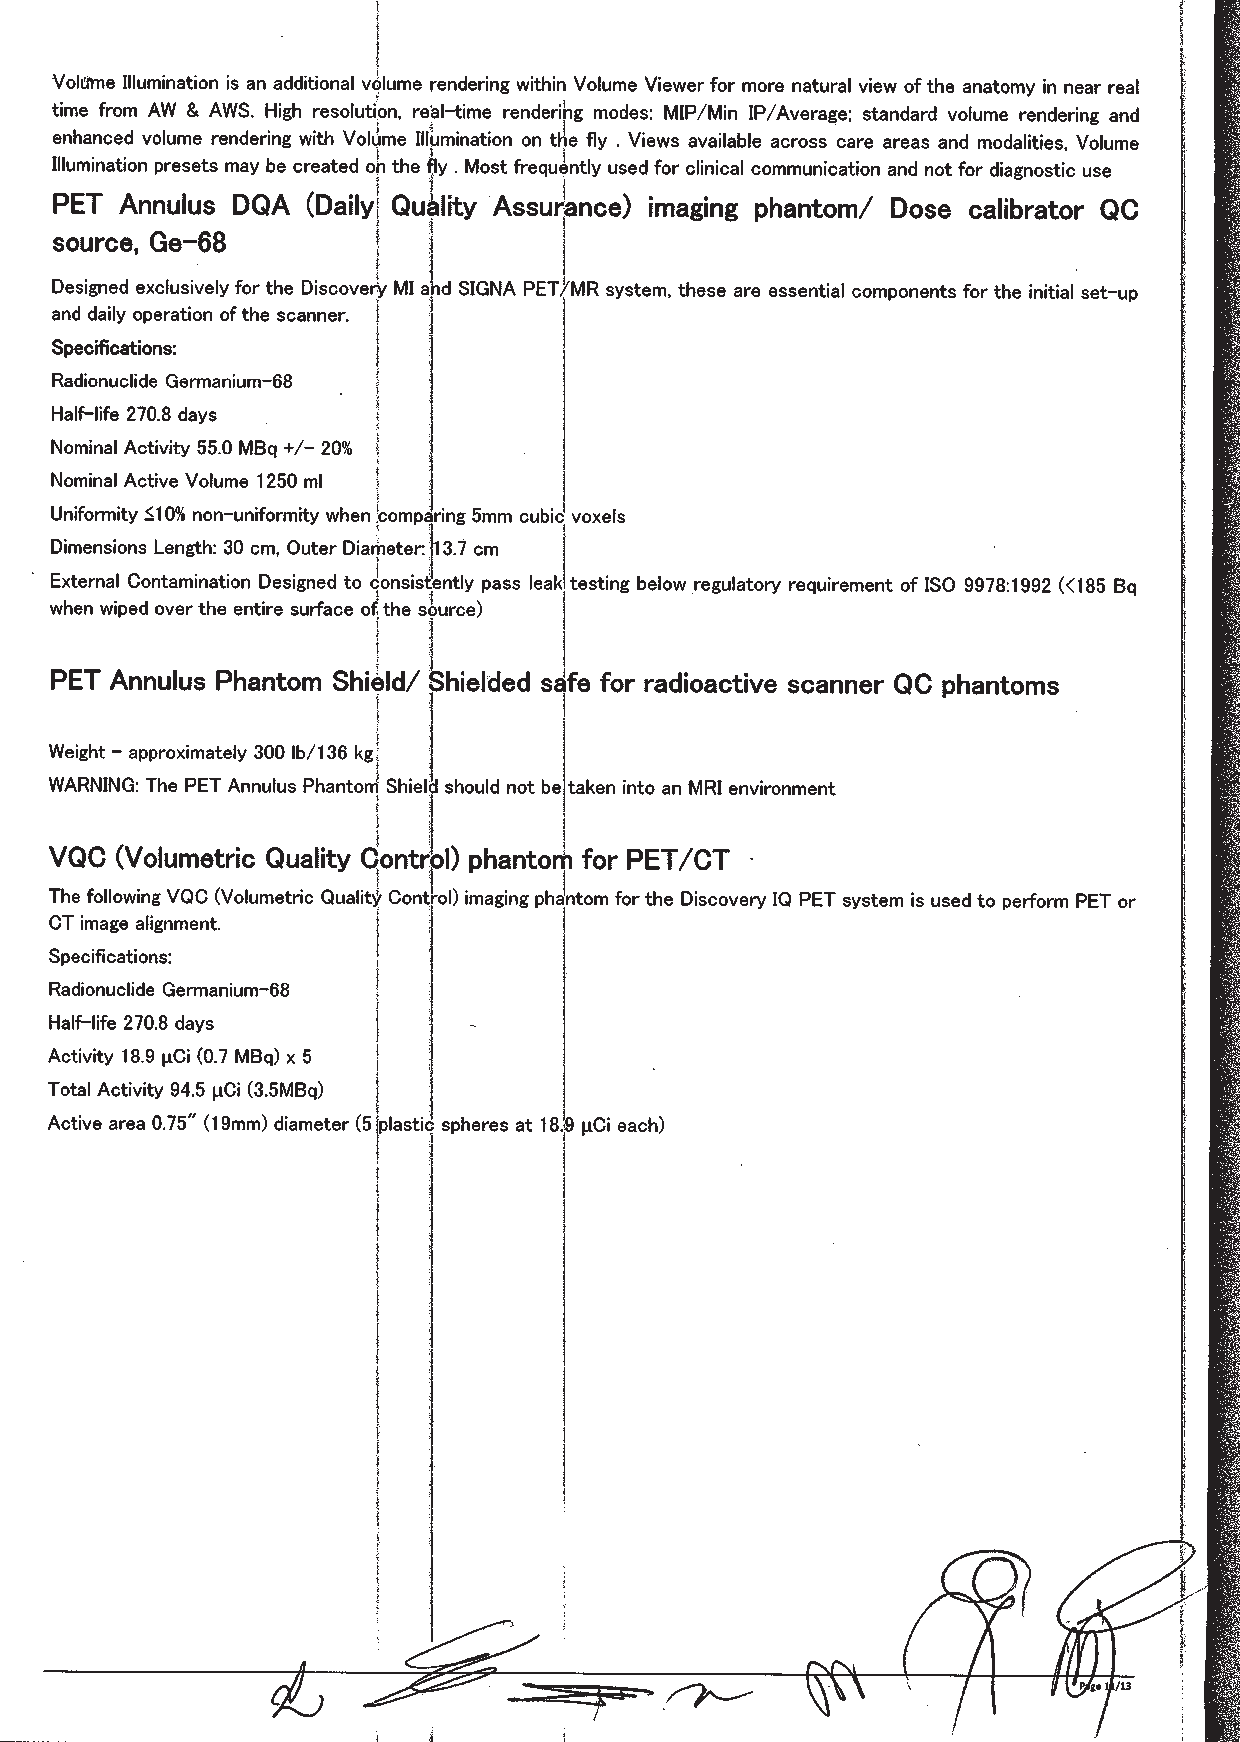 Volume Illumination is an additional volume rendering within Volume Viewer for more natural view of the anatomy in near real
time from AW & AWS. High resolution, real-time rendering modes: MIP/Min IP/Average; standard volume rendering and
enhanced volume rendering with Volume Illumination on the fly . Views available across care areas and modalities, Volume
Illumination presets may be created on the fly . Most frequently used for clinical communication and not for diagnostic use
PET Annulus DQA (Daily Quality Assurance) imaging phantom/ Dose calibrator QC
source, Ge-68
Designed exclusively for the Discovery MI and SIGNA PET/MR system, these are essential components for the initial set-up
and daily operation of the scanner.
Specifications:
Radionuclide Germanium-68
Half-life 270.8 days
Nominal Activity 55.0 MBq +/- 20%
Nominal Active Volume 1250 ml
Uniformity ≤10% non-uniformity when comparing 5mm cubic voxels
Dimensions Length: 30 cm, Outer Diameter: 13.7 cm
External Contamination Designed to consistently pass leak testing below regulatory requirement of ISO 9978:1992 (<185 Bq
when wiped over the entire surface of the source)
PET Annulus Phantom Shield/ Shielded safe for radioactive scanner QC phantoms
Weight - approximately 300 lb/136 kg
WARNING: The PET Annulus Phantom Shield should not be taken into an MRI environment
VQC (Volumetric Quality Control) phantom for PET/CT
The following VQC (Volumetric Quality Control) imaging phantom for the Discovery IQ PET system is used to perform PET or
CT image alignment.
Specifications:
Radionuclide Germanium-68
Half-life 270.8 days
Activity 18.9 µCi (0.7 MBq) x 5
Total Activity 94.5 µCi (3.5MBq)
Active area 0.75" (19mm) diameter (5 plastic spheres at 18.9 µCi each)